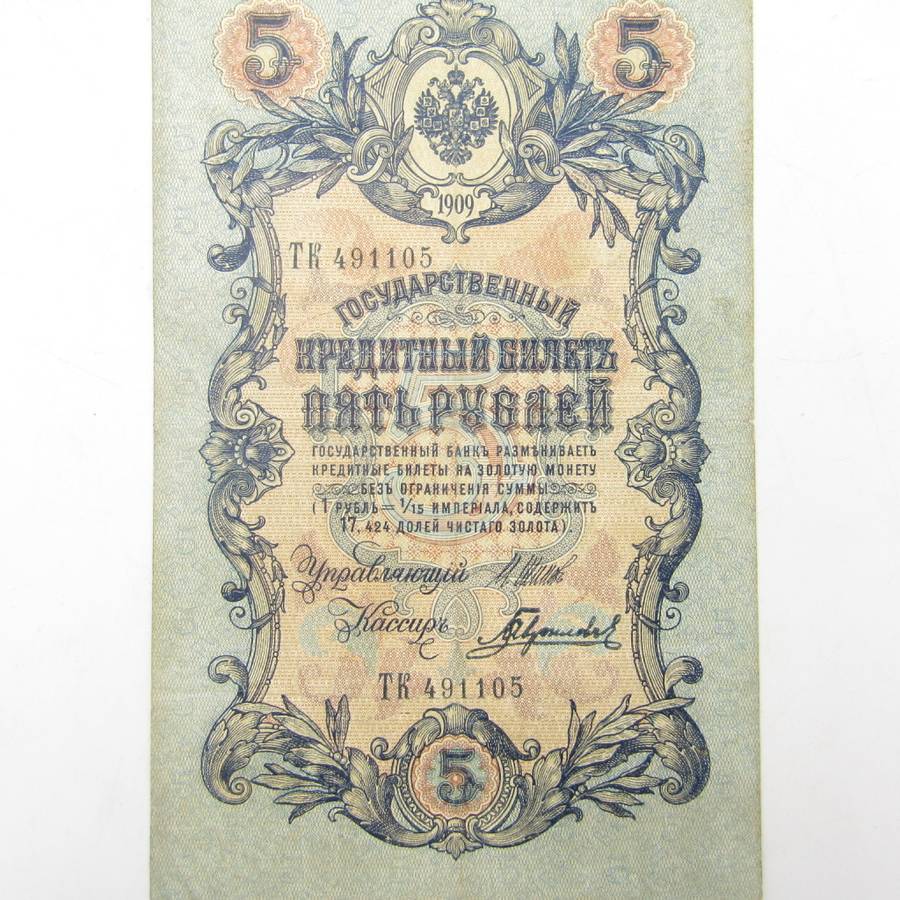 5 5
1909
ТК 491105
ГОСУДАРСТВЕННЫЙ
КРЕДИТНЫЙ БИЛЕТЪ
ПЯТЬ РУБЛЕЙ
ГОСУДАРСТВЕННЫЙ БАНКЪ РАЗМѢНИВАЕТЪ
КРЕДИТНЫЕ БИЛЕТЫ НА ЗОЛОТУЮ МОНЕТУ
БЕЗЪ ОГРАНИЧЕНІЯ СУММЫ
(1 РУБЛЬ = 1/15 ИМПЕРІАЛА, СОДЕРЖИТЪ
17,424 ДОЛЕЙ ЧИСТАГО ЗОЛОТА).
Управляющій
Кассиръ
ТК 491105
5